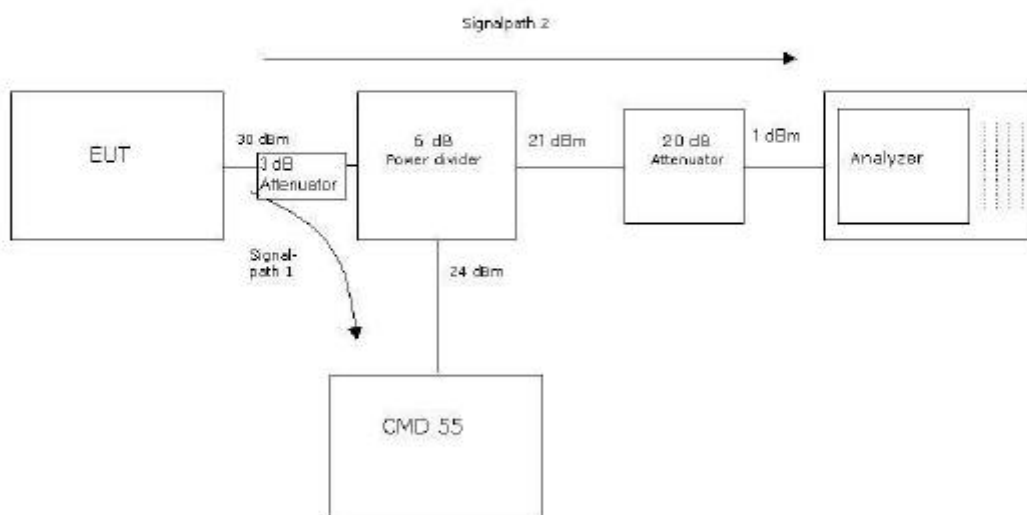 Signalpath 2
EUT
30 dBm
3 dB
Attenuator
6 dB
Power divider
21 dBm
20 dB
Attenuator
1 dBm
Analyzer
Signal-
path 1
24 dBm
CMD 55